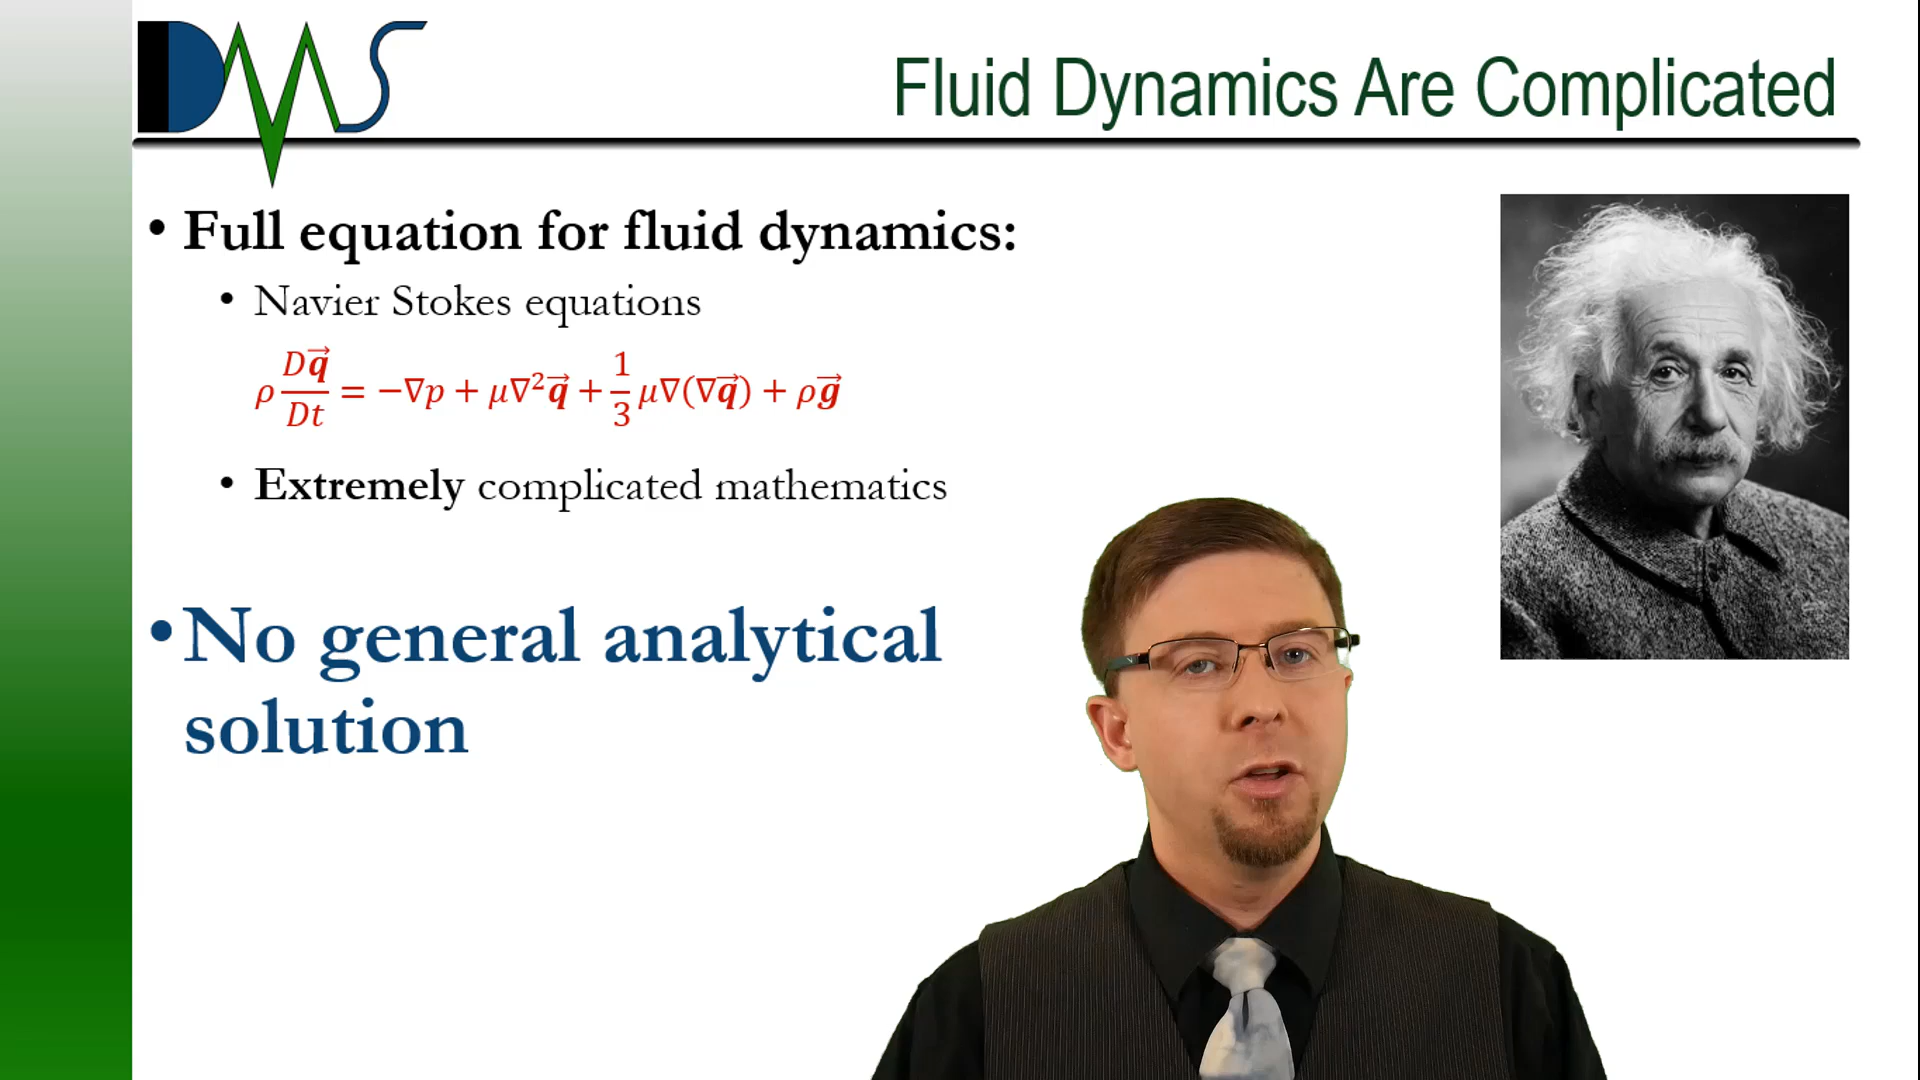 DMS
Fluid Dynamics Are Complicated
• Full equation for fluid dynamics:
• Navier Stokes equations
ρ D𝒒⃗/Dt = −∇p + μ∇²𝒒⃗ + 1/3 μ∇(∇𝒒⃗) + ρ𝒈⃗
• Extremely complicated mathematics
• No general analytical
solution